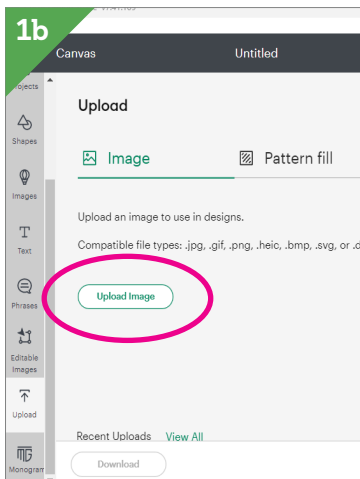 1b
Canvas
Untitled
Projects
Shapes
Images
Text
Phrases
Editable
Images
Upload
Monogram
Upload
Image
Pattern fill
Upload an image to use in designs.
Compatible file types: .jpg, .gif, .png, .heic, .bmp, .svg, or .d
Upload Image
Recent Uploads View All
Download